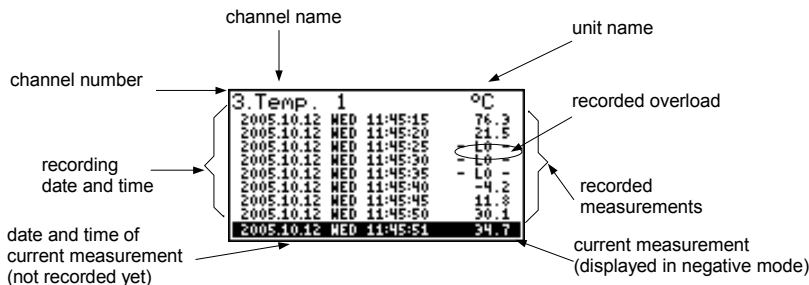 channel name
unit name
channel number
recorded overload
3.Temp. 1 °C
2005.10.12 WED 11:45:15 76.3
2005.10.12 WED 11:45:20 21.5
2005.10.12 WED 11:45:25 - LO -
2005.10.12 WED 11:45:30 - LO -
2005.10.12 WED 11:45:35 - LO -
2005.10.12 WED 11:45:40 -4.2
2005.10.12 WED 11:45:45 11.8
2005.10.12 WED 11:45:50 30.1
2005.10.12 WED 11:45:51 34.7
recording
date and time
recorded
measurements
date and time of
current measurement
(not recorded yet)
current measurement
(displayed in negative mode)